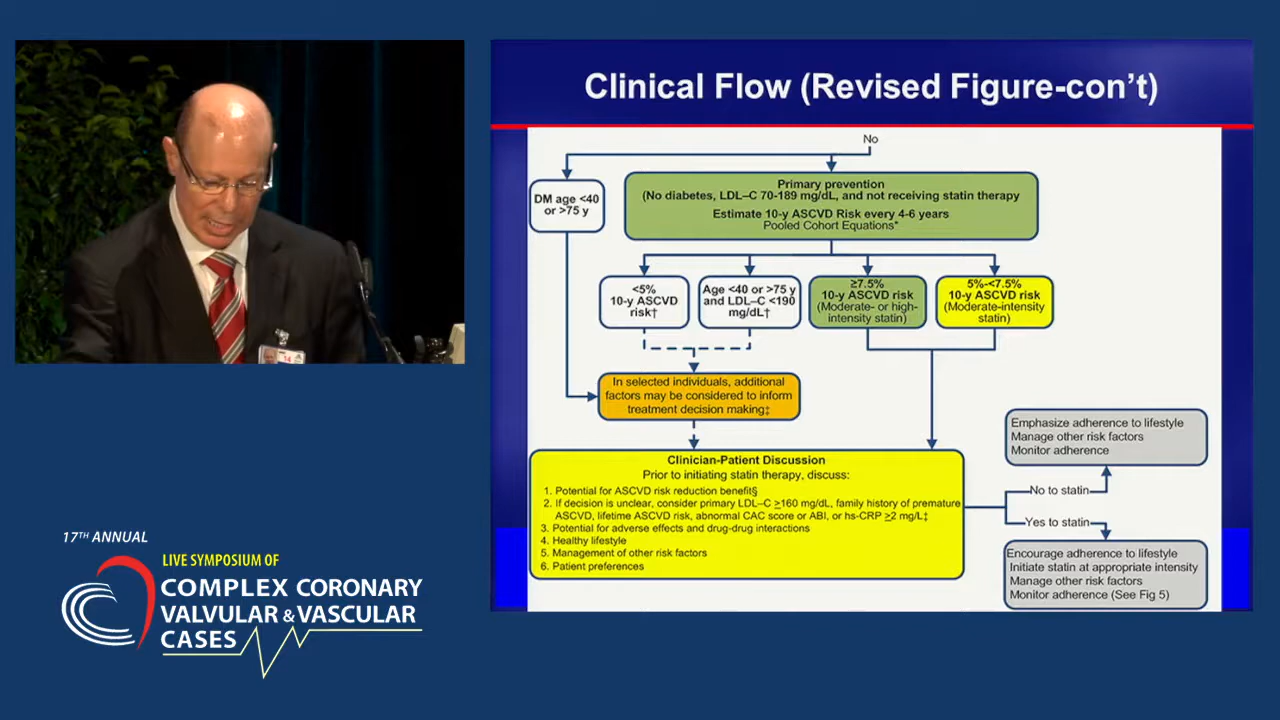 Clinical Flow (Revised Figure-con't)
No
DM age <40
or >75 y
Primary prevention
(No diabetes, LDL–C 70-189 mg/dL, and not receiving statin therapy
Estimate 10-y ASCVD Risk every 4-6 years
Pooled Cohort Equations*
<5%
10-y ASCVD
risk†
Age <40 or >75 y
and LDL–C <190
mg/dL†
≥7.5%
10-y ASCVD risk
(Moderate- or high-
intensity statin)
5%-<7.5%
10-y ASCVD risk
(Moderate-intensity
statin)
In selected individuals, additional
factors may be considered to inform
treatment decision making‡
Clinician-Patient Discussion
Prior to initiating statin therapy, discuss:
1. Potential for ASCVD risk reduction benefit§
2. If decision is unclear, consider primary LDL–C ≥160 mg/dL, family history of premature
ASCVD, lifetime ASCVD risk, abnormal CAC score or ABI, or hs-CRP ≥2 mg/L‡
3. Potential for adverse effects and drug-drug interactions
4. Healthy lifestyle
5. Management of other risk factors
6. Patient preferences
Emphasize adherence to lifestyle
Manage other risk factors
Monitor adherence
No to statin
Yes to statin
Encourage adherence to lifestyle
Initiate statin at appropriate intensity
Manage other risk factors
Monitor adherence (See Fig 5)
17TH ANNUAL
LIVE SYMPOSIUM OF
COMPLEX CORONARY
VALVULAR & VASCULAR
CASES